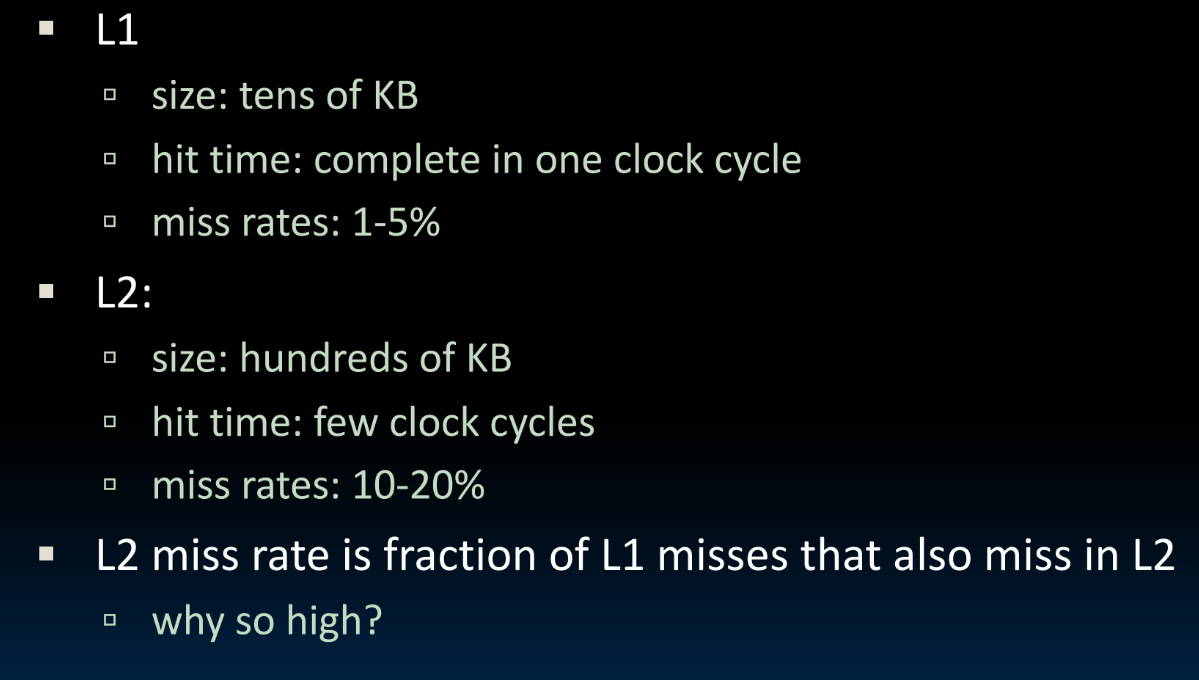 L1
size: tens of KB
hit time: complete in one clock cycle
miss rates: 1-5%
L2:
size: hundreds of KB
hit time: few clock cycles
miss rates: 10-20%
L2 miss rate is fraction of L1 misses that also miss in L2
why so high?